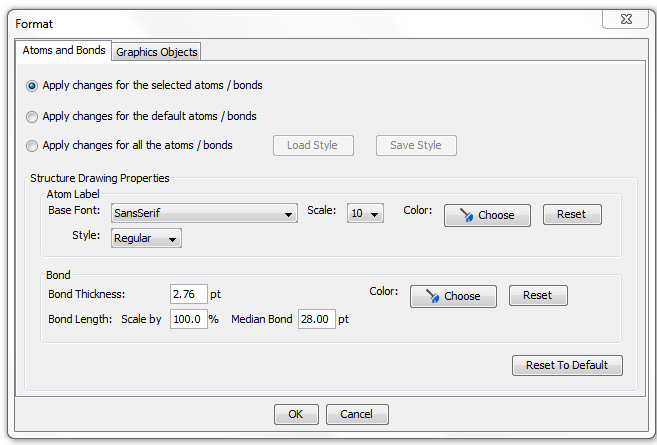 Format
Atoms and Bonds Graphics Objects
Apply changes for the selected atoms / bonds
Apply changes for the default atoms / bonds
Apply changes for all the atoms / bonds Load Style Save Style
Structure Drawing Properties
Atom Label
Base Font: SansSerif Scale: 10 Color: Choose Reset
Style: Regular
Bond
Bond Thickness: 2.76 pt Color: Choose Reset
Bond Length: Scale by 100.0 % Median Bond 28.00 pt
Reset To Default
OK Cancel